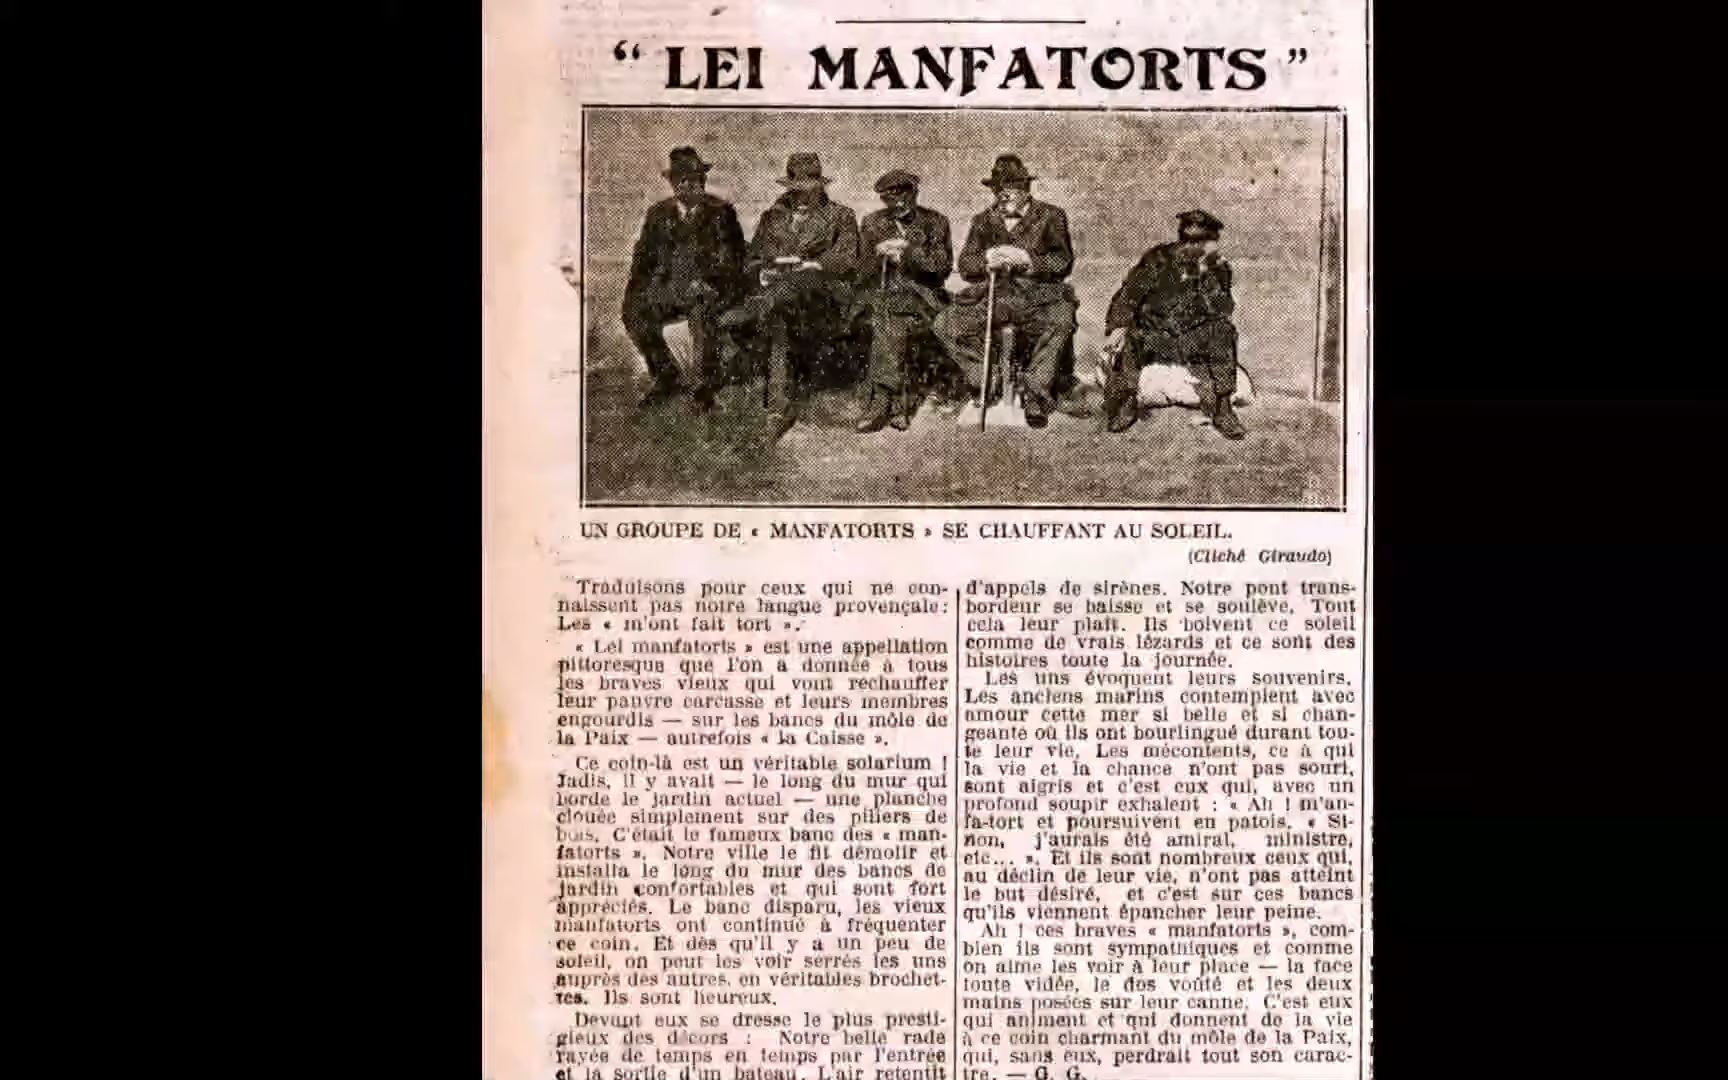 “ LEI MANFATORTS ”
UN GROUPE DE « MANFATORTS » SE CHAUFFANT AU SOLEIL.
(Cliché Giraudo)
Traduisons pour ceux qui ne con-
naissent pas notre langue provençale :
Les « m'ont fait tort ».
« Lei manfatorts » est une appellation
pittoresque que l'on a donnée à tous
les braves vieux qui vont réchauffer
leur pauvre carcasse et leurs membres
engourdis — sur les bancs du môle de
la Paix — autrefois « la Caisse ».
Ce coin-là est un véritable solarium !
Jadis, il y avait — le long du mur qui
borde le jardin actuel — une planche
clouée simplement sur des piliers de
bois. C'était le fameux banc des « man-
fatorts ». Notre ville le fit démolir et
installa le long du mur des bancs de
jardin confortables et qui sont fort
appréciés. Le banc disparu, les vieux
manfatorts ont continué à fréquenter
ce coin. Et dès qu'il y a un peu de
soleil, on peut les voir serrés les uns
auprès des autres, en véritables brochet-
tes. Ils sont heureux.
Devant eux se dresse le plus presti-
gieux des décors : Notre belle rade
rayée de temps en temps par l'entrée
et la sortie d'un bateau. L'air retentit
d'appels de sirènes. Notre pont trans-
bordeur se baisse et se soulève. Tout
cela leur plaît. Ils boivent ce soleil
comme de vrais lézards et ce sont des
histoires toute la journée.
Les uns évoquent leurs souvenirs.
Les anciens marins contemplent avec
amour cette mer si belle et si chan-
geante où ils ont bourlingué durant tou-
te leur vie. Les mécontents, ce à qui
la vie et la chance n'ont pas souri,
sont aigris et c'est eux qui, avec un
profond soupir exhalent : « Ah ! m'an-
fa-tort et poursuivent en patois. « Si-
non, j'aurais été amiral, ministre,
etc... ». Et ils sont nombreux ceux qui,
au déclin de leur vie, n'ont pas atteint
le but désiré, et c'est sur ces bancs
qu'ils viennent épancher leur peine.
Ah ! ces braves « manfatorts », com-
bien ils sont sympathiques et comme
on aime les voir à leur place — la face
toute vidée, le dos voûté et les deux
mains posées sur leur canne. C'est eux
qui animent et qui donnent de la vie
à ce coin charmant du môle de la Paix,
qui, sans eux, perdrait tout son carac-
tre. — G. G.